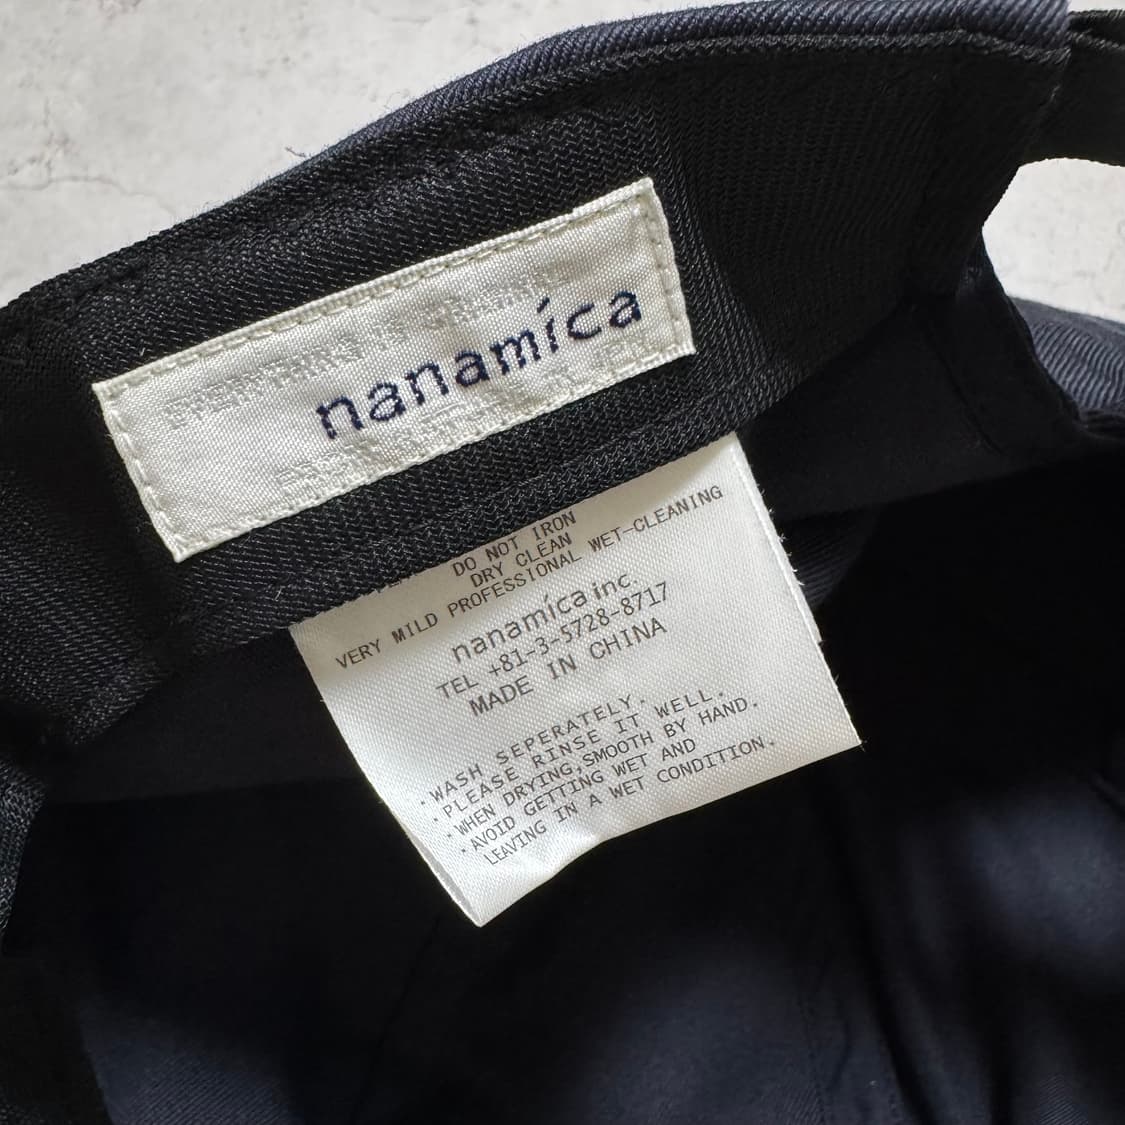 nanamíca
DO NOT IRON
DRY CLEAN
VERY MILD PROFESSIONAL WET-CLEANING
nanamíca inc.
TEL +81-3-5728-8717
MADE IN CHINA
・WASH SEPERATELY.
・PLEASE RINSE IT WELL.
・WHEN DRYING,SMOOTH BY HAND.
・AVOID GETTING WET AND
LEAVING IN A WET CONDITION.